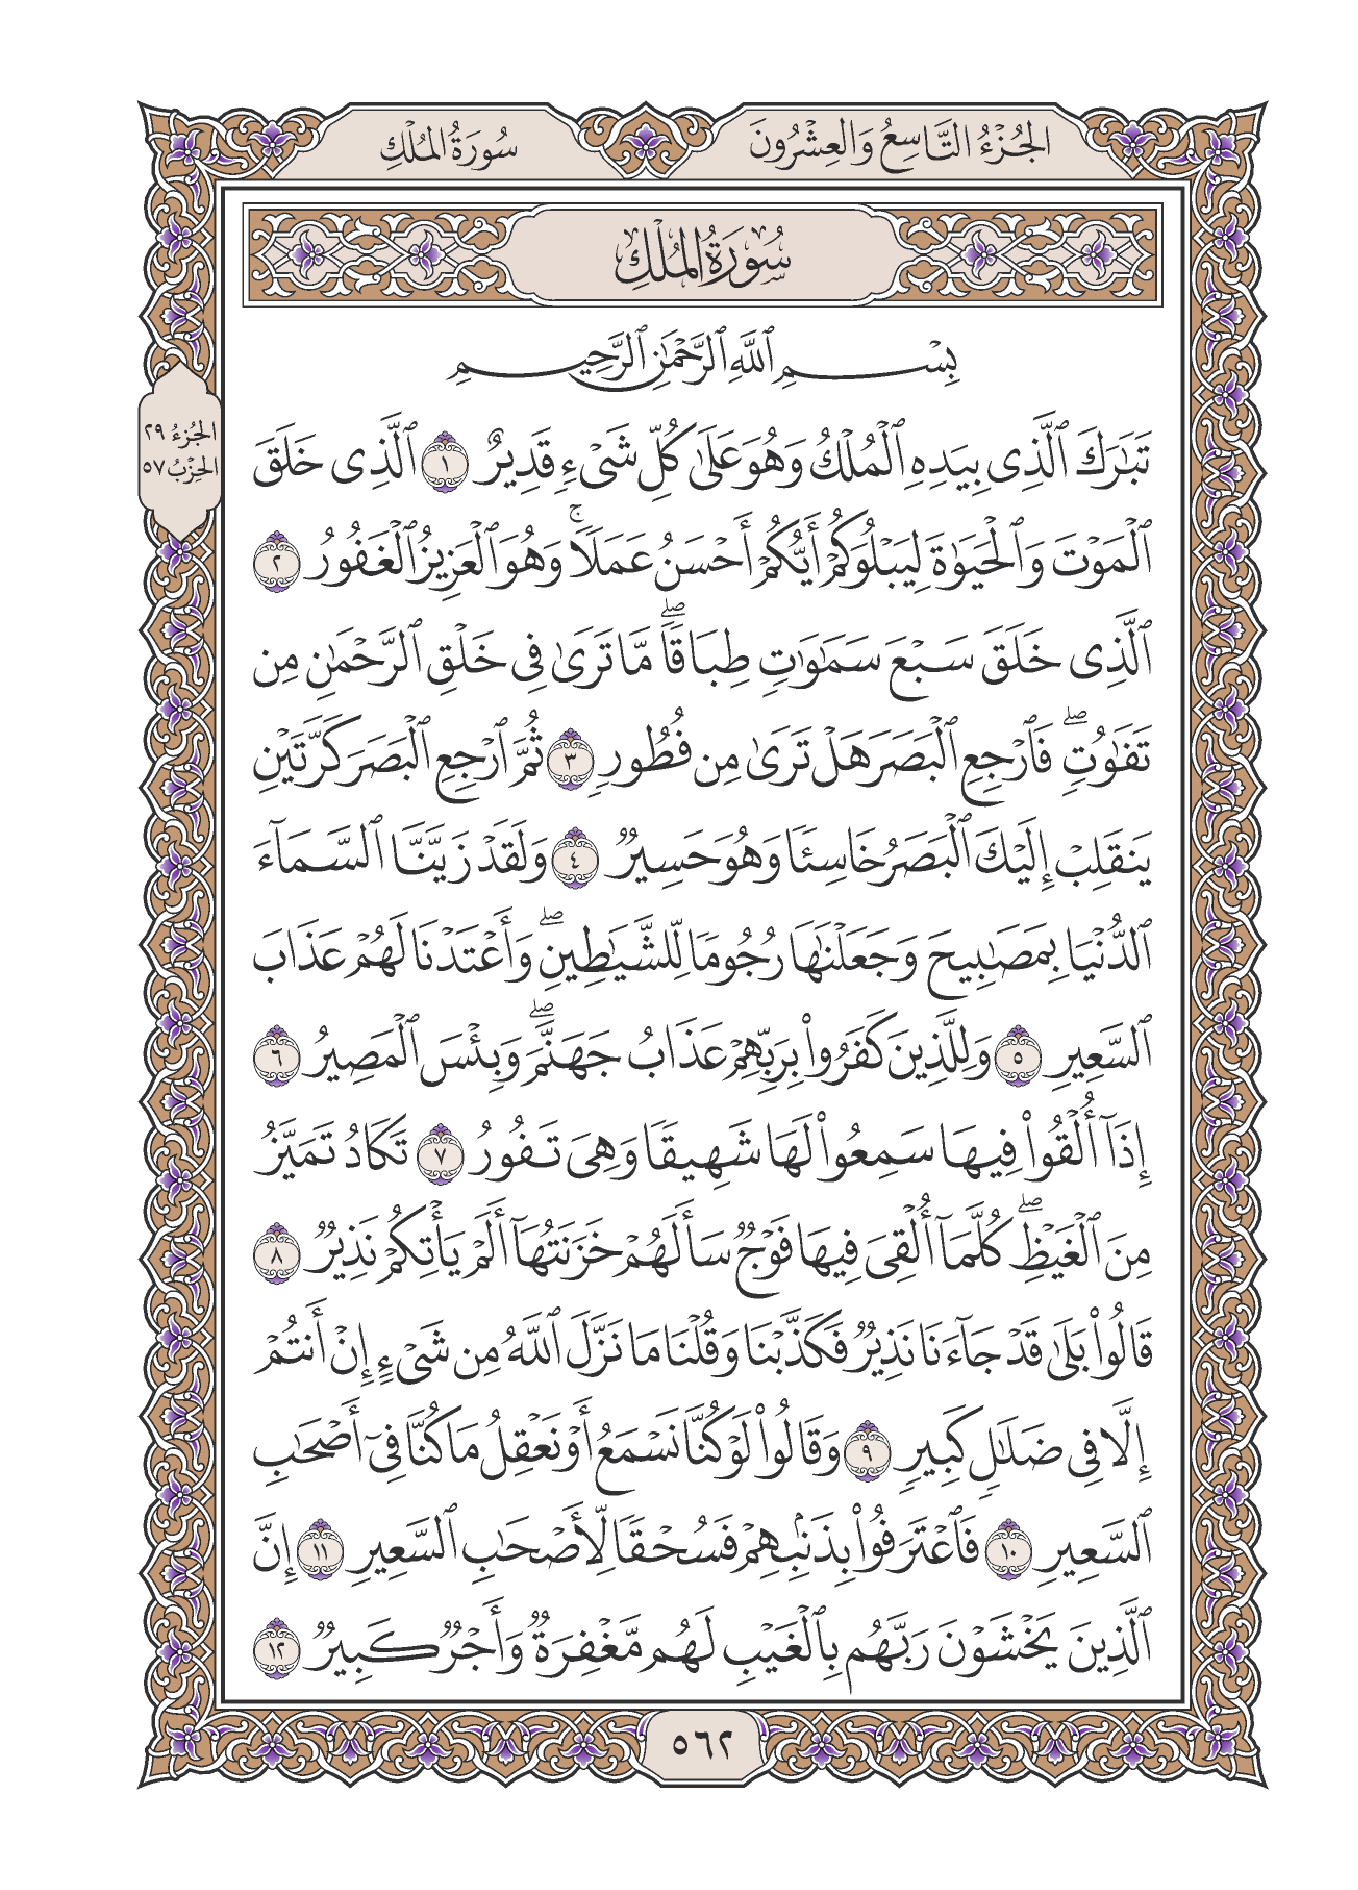 الجُزْءُ التَّاسِعُ وَالعِشْرُونَ
سُورَةُ المُلْكِ
سُورَةُ المُلْكِ
الجُزْءُ ٢٩
الحِزْبُ ٥٧
بِسْمِ ٱللَّهِ ٱلرَّحْمَٰنِ ٱلرَّحِيمِ
تَبَٰرَكَ ٱلَّذِى بِيَدِهِ ٱلْمُلْكُ وَهُوَ عَلَىٰ كُلِّ شَىْءٍ قَدِيرٌ ١ ٱلَّذِى خَلَقَ
ٱلْمَوْتَ وَٱلْحَيَوٰةَ لِيَبْلُوَكُمْ أَيُّكُمْ أَحْسَنُ عَمَلًا ۚ وَهُوَ ٱلْعَزِيزُ ٱلْغَفُورُ ٢
ٱلَّذِى خَلَقَ سَبْعَ سَمَٰوَٰتٍ طِبَاقًا ۖ مَّا تَرَىٰ فِى خَلْقِ ٱلرَّحْمَٰنِ مِن
تَفَٰوُتٍ ۖ فَٱرْجِعِ ٱلْبَصَرَ هَلْ تَرَىٰ مِن فُطُورٍ ٣ ثُمَّ ٱرْجِعِ ٱلْبَصَرَ كَرَّتَيْنِ
يَنقَلِبْ إِلَيْكَ ٱلْبَصَرُ خَاسِئًا وَهُوَ حَسِيرٌ ٤ وَلَقَدْ زَيَّنَّا ٱلسَّمَآءَ
ٱلدُّنْيَا بِمَصَٰبِيحَ وَجَعَلْنَٰهَا رُجُومًا لِّلشَّيَٰطِينِ ۖ وَأَعْتَدْنَا لَهُمْ عَذَابَ
ٱلسَّعِيرِ ٥ وَلِلَّذِينَ كَفَرُوا۟ بِرَبِّهِمْ عَذَابُ جَهَنَّمَ ۖ وَبِئْسَ ٱلْمَصِيرُ ٦
إِذَآ أُلْقُوا۟ فِيهَا سَمِعُوا۟ لَهَا شَهِيقًا وَهِىَ تَفُورُ ٧ تَكَادُ تَمَيَّزُ
مِنَ ٱلْغَيْظِ ۖ كُلَّمَآ أُلْقِىَ فِيهَا فَوْجٌ سَأَلَهُمْ خَزَنَتُهَآ أَلَمْ يَأْتِكُمْ نَذِيرٌ ٨
قَالُوا۟ بَلَىٰ قَدْ جَآءَنَا نَذِيرٌ فَكَذَّبْنَا وَقُلْنَا مَا نَزَّلَ ٱللَّهُ مِن شَىْءٍ إِنْ أَنتُمْ
إِلَّا فِى ضَلَٰلٍ كَبِيرٍ ٩ وَقَالُوا۟ لَوْ كُنَّا نَسْمَعُ أَوْ نَعْقِلُ مَا كُنَّا فِىٓ أَصْحَٰبِ
ٱلسَّعِيرِ ١٠ فَٱعْتَرَفُوا۟ بِذَنۢبِهِمْ فَسُحْقًا لِّأَصْحَٰبِ ٱلسَّعِيرِ ١١ إِنَّ
ٱلَّذِينَ يَخْشَوْنَ رَبَّهُم بِٱلْغَيْبِ لَهُم مَّغْفِرَةٌ وَأَجْرٌ كَبِيرٌ ١٢
٥٦٢